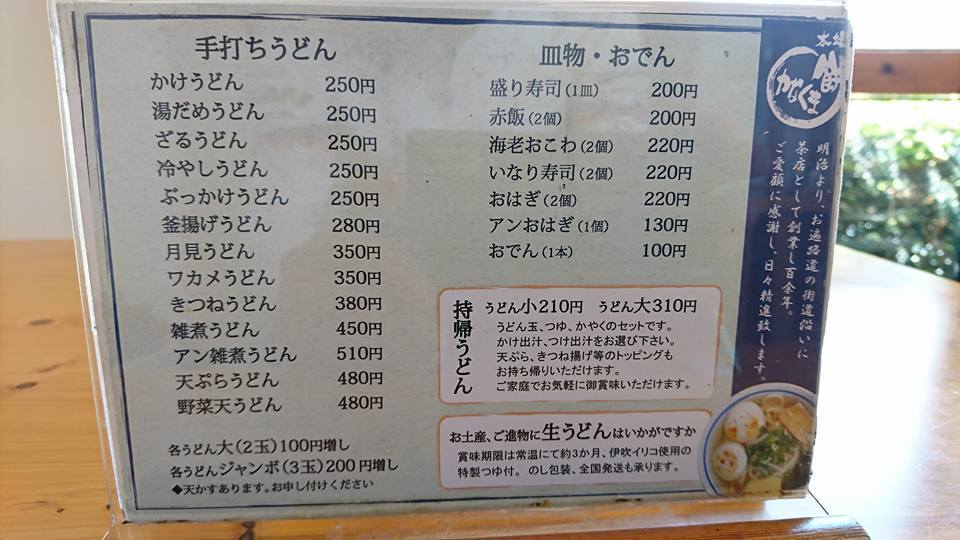 手打ちうどん
かけうどん 250円
湯だめうどん 250円
ざるうどん 250円
冷やしうどん 250円
ぶっかけうどん 250円
釜揚げうどん 280円
月見うどん 350円
ワカメうどん 350円
きつねうどん 380円
雑煮うどん 450円
アン雑煮うどん 510円
天ぷらうどん 480円
野菜天うどん 480円
各うどん大(2玉)100円増し
各うどんジャンボ(3玉)200円増し
◆天かすあります。お申し付けください
皿物・おでん
盛り寿司(1皿) 200円
赤飯(2個) 200円
海老おこわ(2個) 220円
いなり寿司(2個) 220円
おはぎ(2個) 220円
アンおはぎ(1個) 130円
おでん(1本) 100円
持帰うどん
うどん小210円 うどん大310円
うどん玉、つゆ、かやくのセットです。
かけ出汁、つけ出汁をお選び下さい。
天ぷら、きつね揚げ等のトッピングも
お持ち帰りいただけます。
ご家庭でお気軽に御賞味いただけます。
お土産、ご進物に生うどんはいかがですか
賞味期限は常温にて約3か月、伊吹イリコ使用の
特製つゆ付。 のし包装、全国発送も承ります。
かなくま
明治より、お遍路道の街道沿いに
茶店として創業し百余年。
ご愛顧に感謝し、日々精進致します。